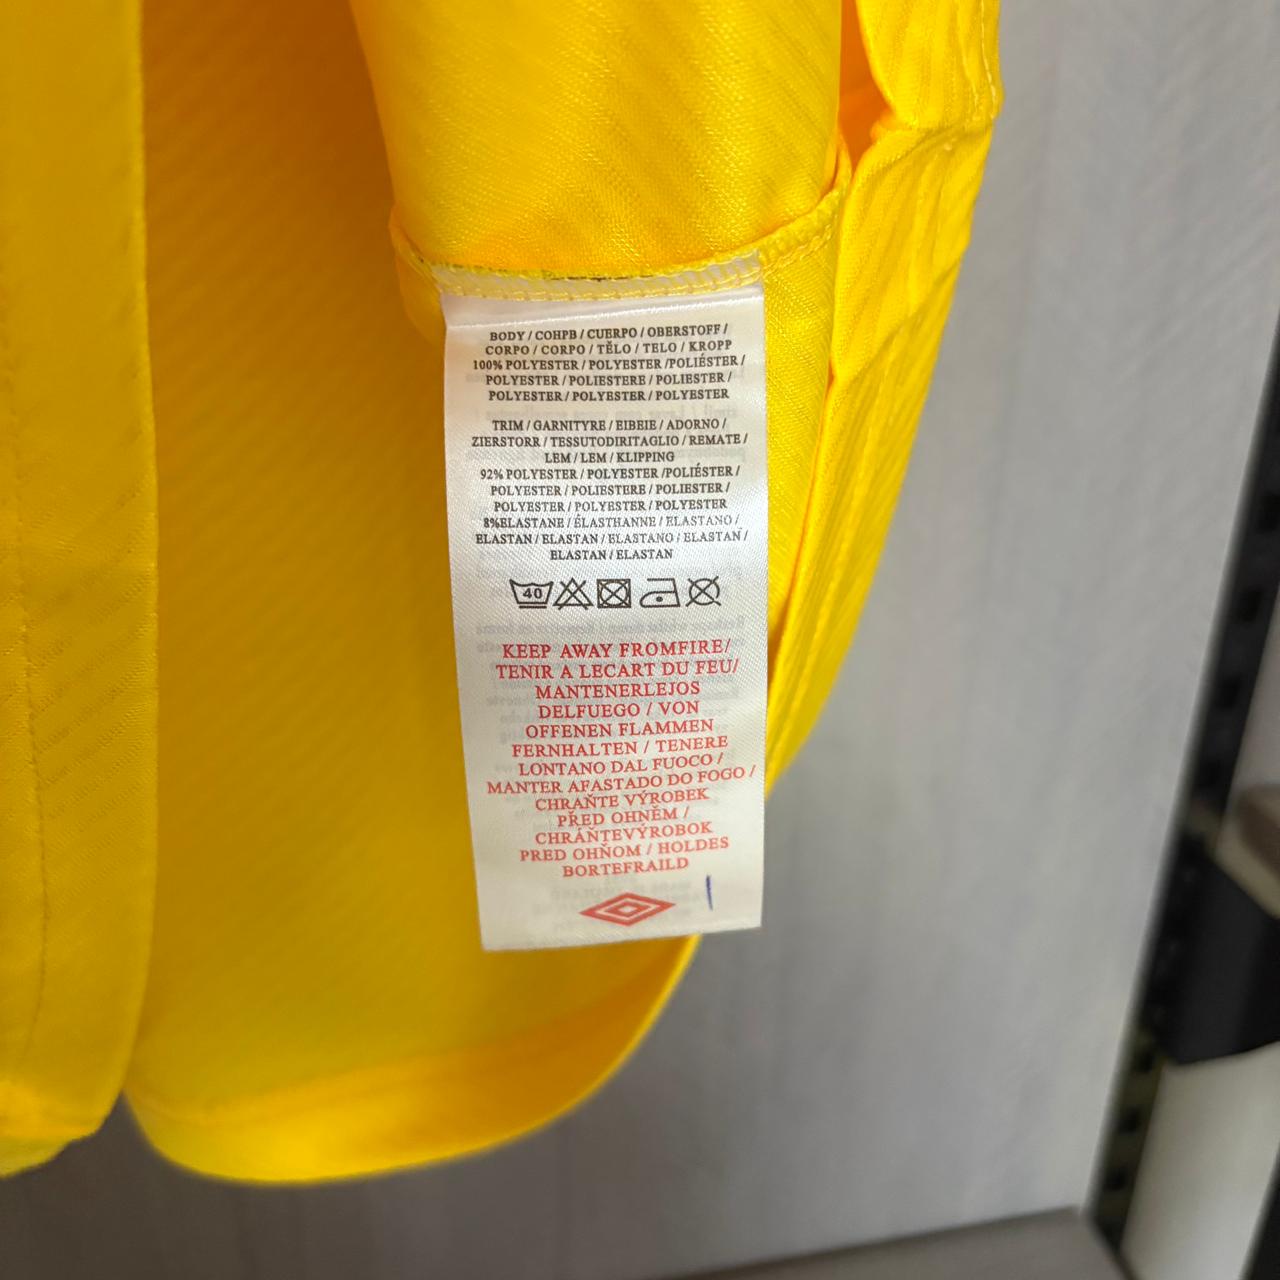 BODY / COHPB / CUERPO / OBERSTOFF /
CORPO / CORPO / TĚLO / TELO / KROPP
100% POLYESTER / POLYESTER /POLIÉSTER /
POLYESTER / POLIESTERE / POLIESTER /
POLYESTER / POLYESTER / POLYESTER
TRIM / GARNITYRE / EIBEIE / ADORNO /
ZIERSTORR / TESSUTODIRITAGLIO / REMATE /
LEM / LEM / KLIPPING
92% POLYESTER / POLYESTER /POLIÉSTER /
POLYESTER / POLIESTERE / POLIESTER /
POLYESTER / POLYESTER / POLYESTER
8%ELASTANE / ÉLASTHANNE / ELASTANO /
ELASTAN / ELASTAN / ELASTANO / ELASTAN /
ELASTAN / ELASTAN
40
KEEP AWAY FROMFIRE/
TENIR A LECART DU FEU/
MANTENERLEJOS
DELFUEGO / VON
OFFENEN FLAMMEN
FERNHALTEN / TENERE
LONTANO DAL FUOCO /
MANTER AFASTADO DO FOGO /
CHRAŇTE VÝROBEK
PŘED OHNĚM /
CHRÁŇTEVÝROBOK
PRED OHŇOM / HOLDES
BORTEFRAILD